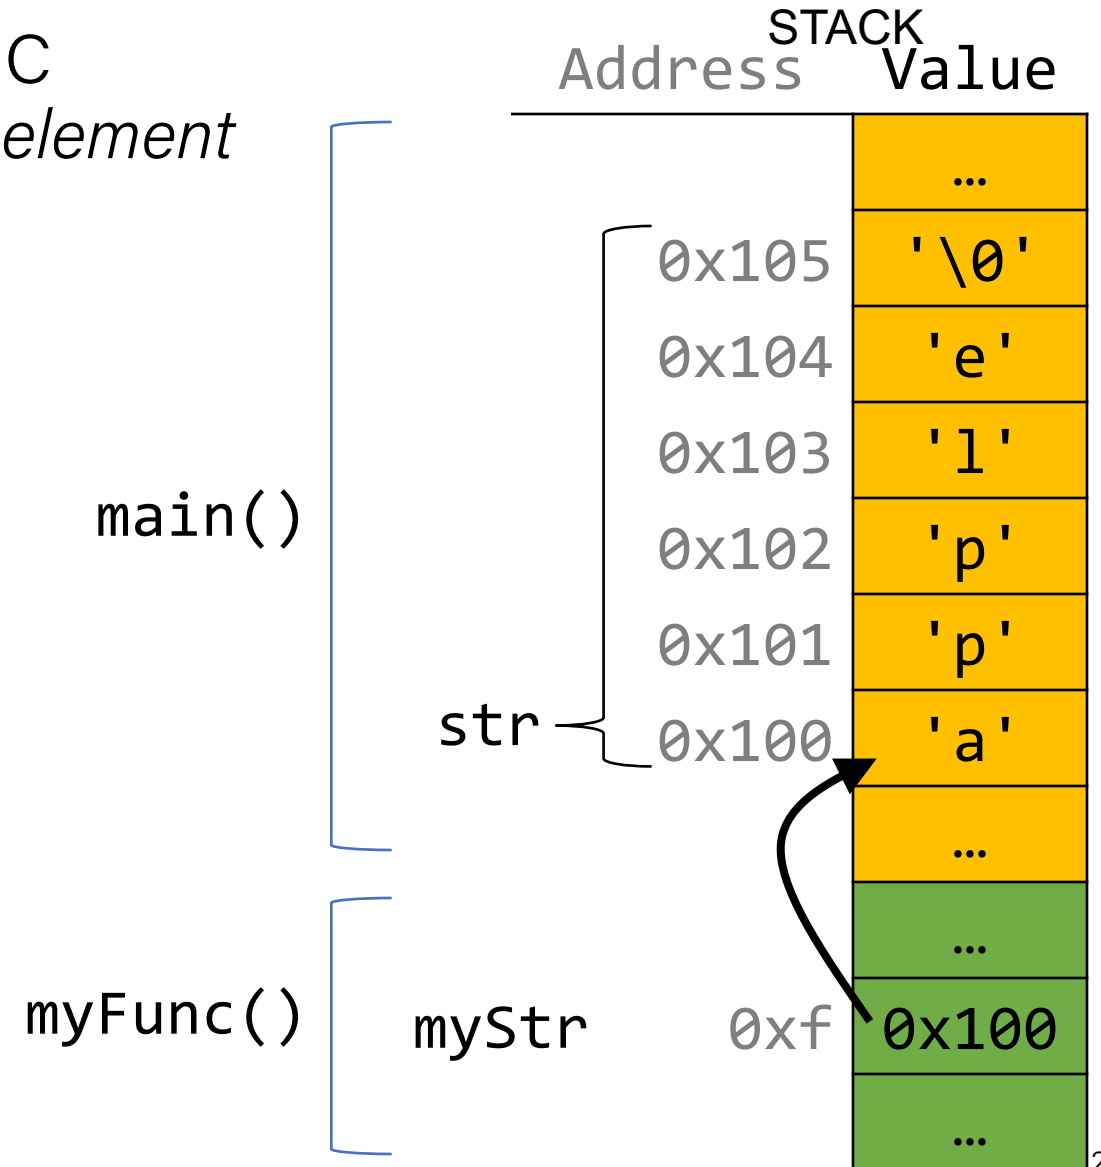 STACK
C
Address Value
element
…
0x105 '\0'
0x104 'e'
0x103 'l'
main()
0x102 'p'
0x101 'p'
str 0x100 'a'
…
…
myFunc() myStr 0xf 0x100
…